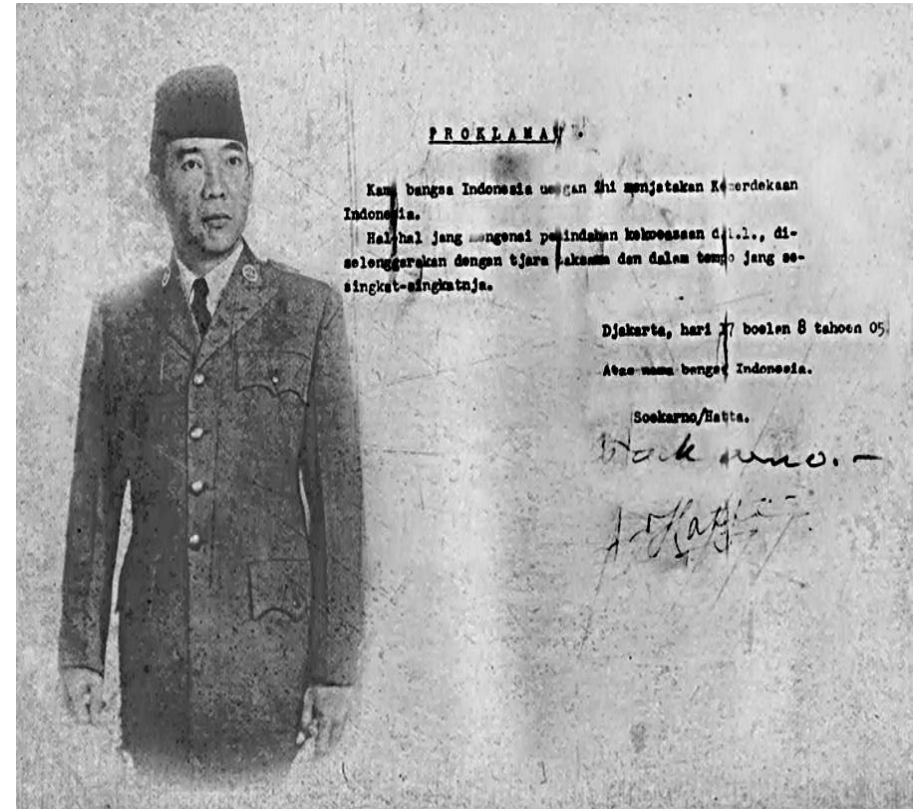 PROKLAMASI.
Kami bangsa Indonesia dengan ini menjatakan Kemerdekaan
Indonesia.
Hal-hal jang mengenai pemindahan kekoeasaan d.l.l., di-
selenggarakan dengan tjara saksama dan dalam tempo jang se-
singkat-singkatnja.
Djakarta, hari 17 boelan 8 tahoen 05.
Atas nama bangsa Indonesia.
Soekarno/Hatta.
Soekarno.-
Hatta